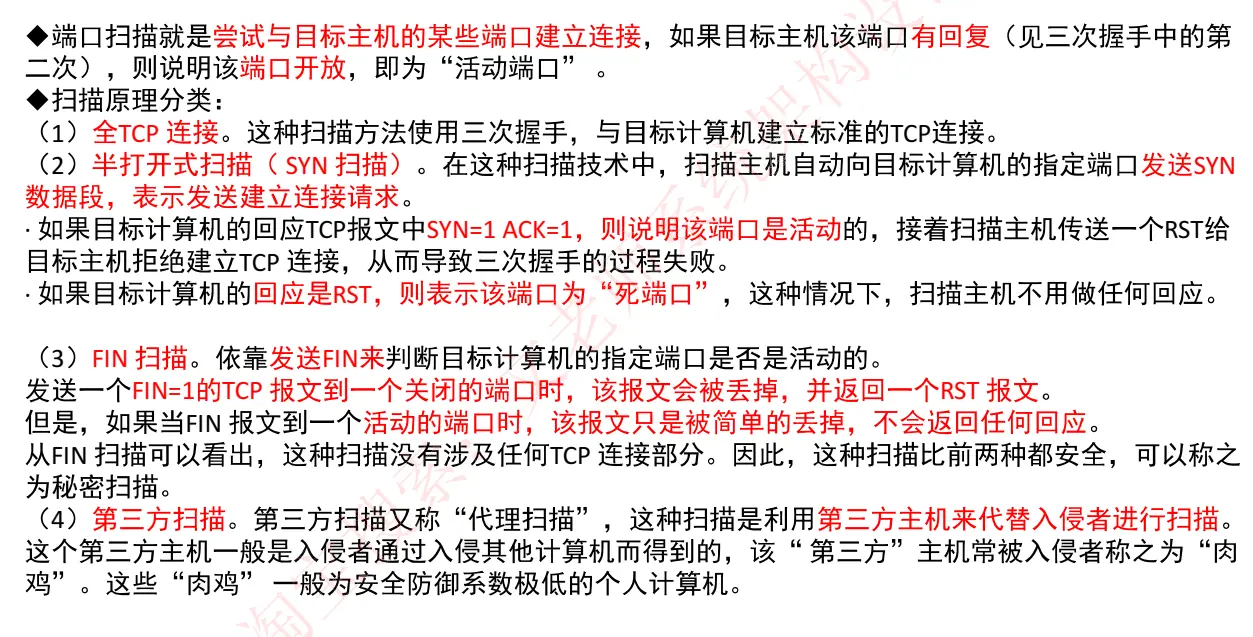 ◆端口扫描就是尝试与目标主机的某些端口建立连接，如果目标主机该端口有回复（见三次握手中的第
二次），则说明该端口开放，即为“活动端口”。
◆扫描原理分类：
（1）全TCP 连接。这种扫描方法使用三次握手，与目标计算机建立标准的TCP连接。
（2）半打开式扫描（ SYN 扫描）。在这种扫描技术中，扫描主机自动向目标计算机的指定端口发送SYN
数据段，表示发送建立连接请求。
· 如果目标计算机的回应TCP报文中SYN=1 ACK=1，则说明该端口是活动的，接着扫描主机传送一个RST给
目标主机拒绝建立TCP 连接，从而导致三次握手的过程失败。
· 如果目标计算机的回应是RST，则表示该端口为“死端口”，这种情况下，扫描主机不用做任何回应。
（3）FIN 扫描。依靠发送FIN来判断目标计算机的指定端口是否是活动的。
发送一个FIN=1的TCP 报文到一个关闭的端口时，该报文会被丢掉，并返回一个RST 报文。
但是，如果当FIN 报文到一个活动的端口时，该报文只是被简单的丢掉，不会返回任何回应。
从FIN 扫描可以看出，这种扫描没有涉及任何TCP 连接部分。因此，这种扫描比前两种都安全，可以称之
为秘密扫描。
（4）第三方扫描。第三方扫描又称“代理扫描”，这种扫描是利用第三方主机来代替入侵者进行扫描。
这个第三方主机一般是入侵者通过入侵其他计算机而得到的，该“ 第三方”主机常被入侵者称之为“肉
鸡”。这些“肉鸡” 一般为安全防御系数极低的个人计算机。